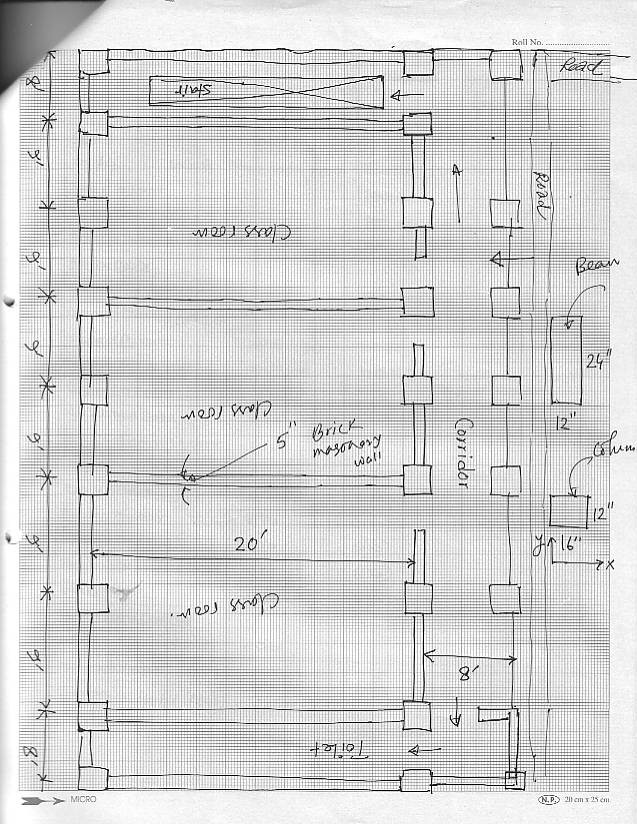 Roll No.
Road
Stair
8'
9'
Road
Class room
9'
Beam
9'
24"
12"
Class room
5" Brick
masonary
wall
Corridor
9'
Column
12"
16"
y
x
20'
9'
Class room.
9'
8'
Toilet
8'
MICRO
N.P. 20 cm x 25 cm